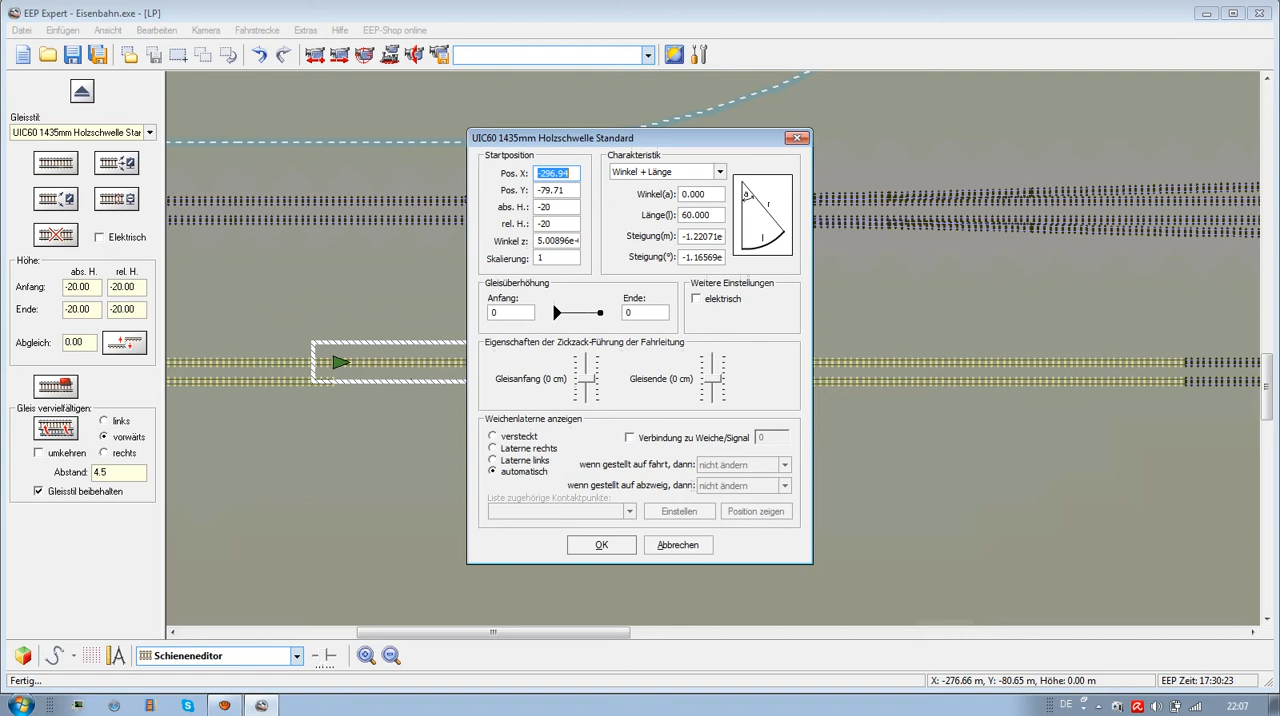 EEP Expert - Eisenbahn.exe - [LP]
Datei Einfügen Ansicht Bearbeiten Kamera Fahrstrecke Extras Hilfe EEP-Shop online
Gleisstil:
UIC60 1435mm Holzschwelle Star
Elektrisch
Höhe:
abs. H. rel. H.
Anfang: -20.00 -20.00
Ende: -20.00 -20.00
Abgleich: 0.00
Gleis vervielfältigen:
links
vorwärts
umkehren rechts
Abstand: 4.5
Gleisstil beibehalten
UIC60 1435mm Holzschwelle Standard
Startposition
Pos. X: -296.94
Pos. Y: -79.71
abs. H.: -20
rel. H.: -20
Winkel z: 5.00896e-
Skalierung: 1
Charakteristik
Winkel + Länge
Winkel(a): 0.000
Länge(l): 60.000
Steigung(m): -1.22071e
Steigung(°): -1.16569e
a
r
l
Gleisüberhöhung
Anfang: Ende:
0 0
Weitere Einstellungen
elektrisch
Eigenschaften der Zickzack-Führung der Fahrleitung
Gleisanfang (0 cm) Gleisende (0 cm)
Weichenlaterne anzeigen
versteckt
Laterne rechts
Laterne links
automatisch
Verbindung zu Weiche/Signal 0
wenn gestellt auf fahrt, dann: nicht ändern
wenn gestellt auf abzweig, dann: nicht ändern
Liste zugehörige Kontaktpunkte:
Einstellen Position zeigen
OK Abbrechen
Schieneneditor
Fertig... X: -276.66 m, Y: -80.65 m, Höhe: 0.00 m EEP Zeit: 17:30:23
DE 22:07